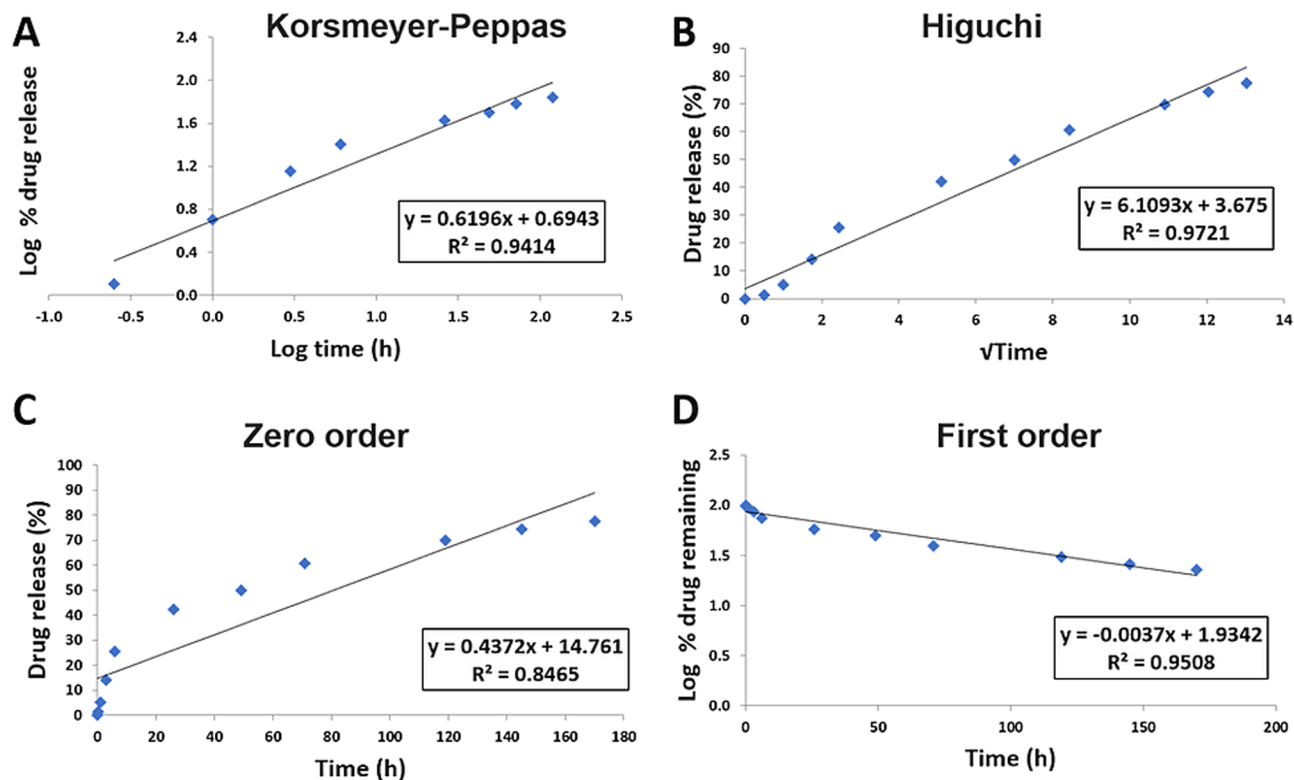 A
Korsmeyer-Peppas
Log % drug release
2.4
2.0
1.6
1.2
0.8
0.4
0.0
-1.0 -0.5 0.0 0.5 1.0 1.5 2.0 2.5
Log time (h)
y = 0.6196x + 0.6943
R² = 0.9414
B
Higuchi
Drug release (%)
90
80
70
60
50
40
30
20
10
0
0 2 4 6 8 10 12 14
√Time
y = 6.1093x + 3.675
R² = 0.9721
C
Zero order
Drug release (%)
100
90
80
70
60
50
40
30
20
10
0
0 20 40 60 80 100 120 140 160 180
Time (h)
y = 0.4372x + 14.761
R² = 0.8465
D
First order
Log % drug remaining
2.5
2.0
1.5
1.0
0.5
0.0
0 50 100 150 200
Time (h)
y = -0.0037x + 1.9342
R² = 0.9508